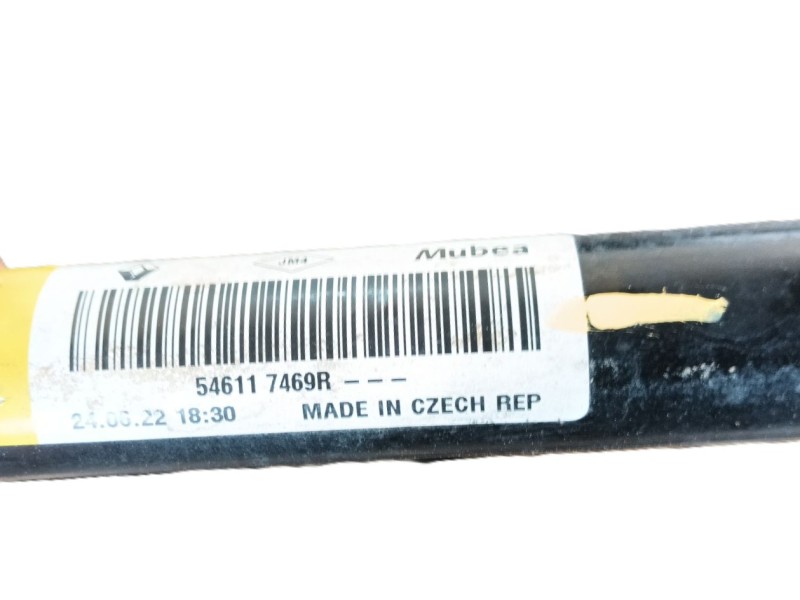 JM4
Mubea
54611 7469R ---
24.06.22 18:30 MADE IN CZECH REP